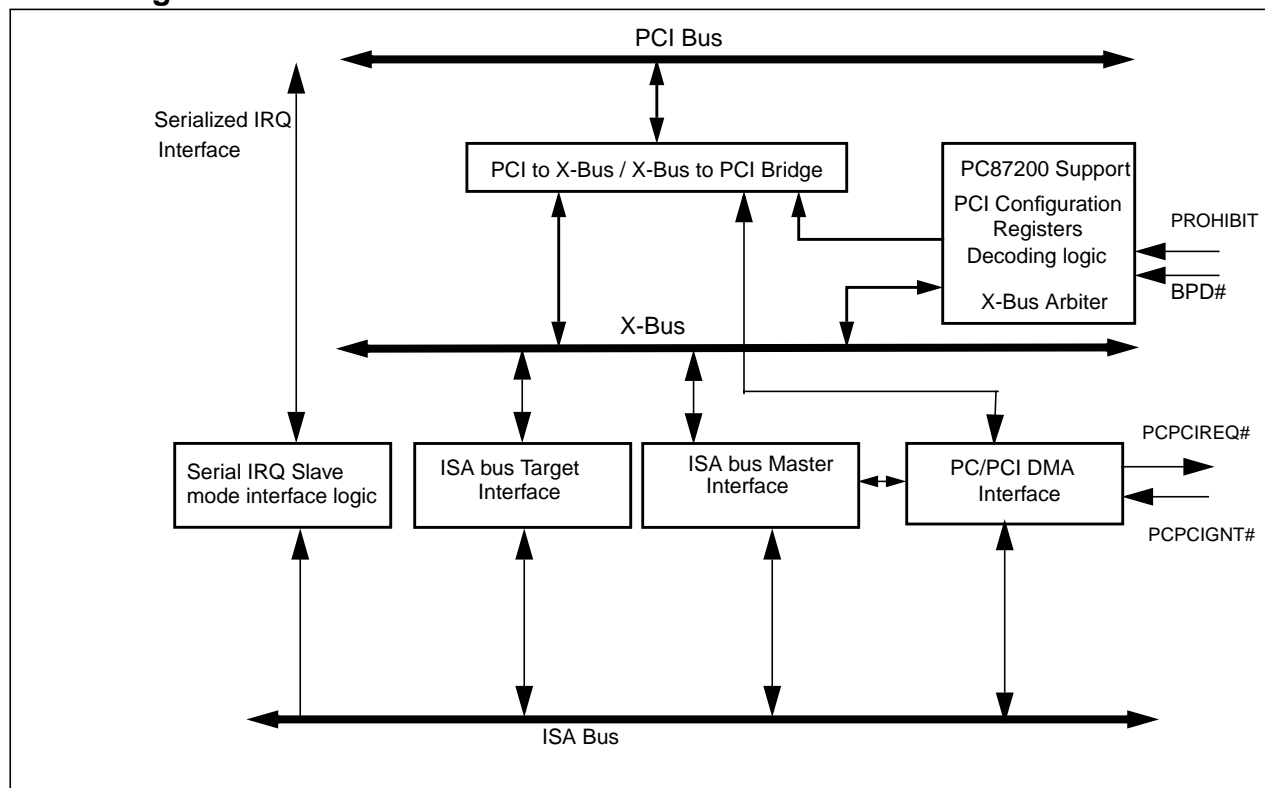 PCI Bus
Serialized IRQ
Interface
PCI to X-Bus / X-Bus to PCI Bridge
PC87200 Support
PCI Configuration
Registers
Decoding logic
X-Bus Arbiter
PROHIBIT
BPD#
X-Bus
Serial IRQ Slave
mode interface logic
ISA bus Target
Interface
ISA bus Master
Interface
PC/PCI DMA
Interface
PCPCIREQ#
PCPCIGNT#
ISA Bus